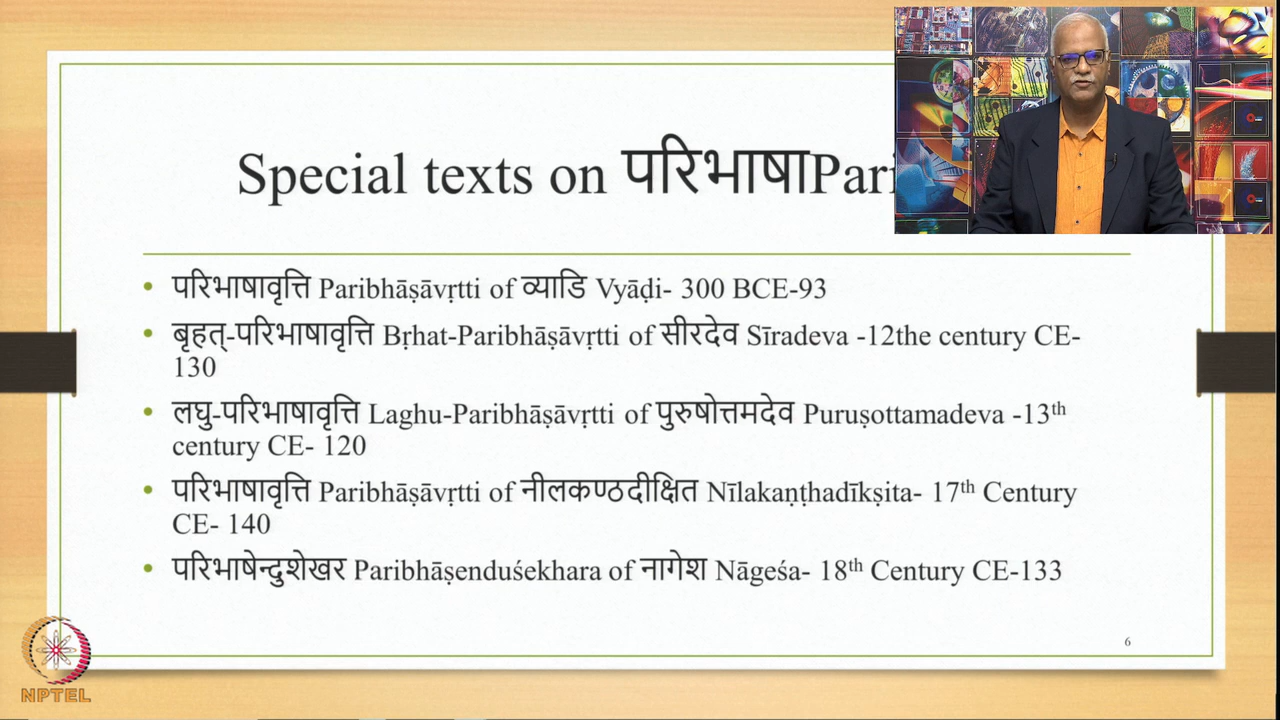 Special texts on परिभाषाPari
• परिभाषावृत्ति Paribhāṣāvṛtti of व्याडि Vyāḍi- 300 BCE-93
• बृहत्-परिभाषावृत्ति Bṛhat-Paribhāṣāvṛtti of सीरदेव Sīradeva -12the century CE-
130
• लघु-परिभाषावृत्ति Laghu-Paribhāṣāvṛtti of पुरुषोत्तमदेव Puruṣottamadeva -13th
century CE- 120
• परिभाषावृत्ति Paribhāṣāvṛtti of नीलकण्ठदीक्षित Nīlakaṇṭhadīkṣita- 17th Century
CE- 140
• परिभाषेन्दुशेखर Paribhāṣenduśekhara of नागेश Nāgeśa- 18th Century CE-133
6
NPTEL